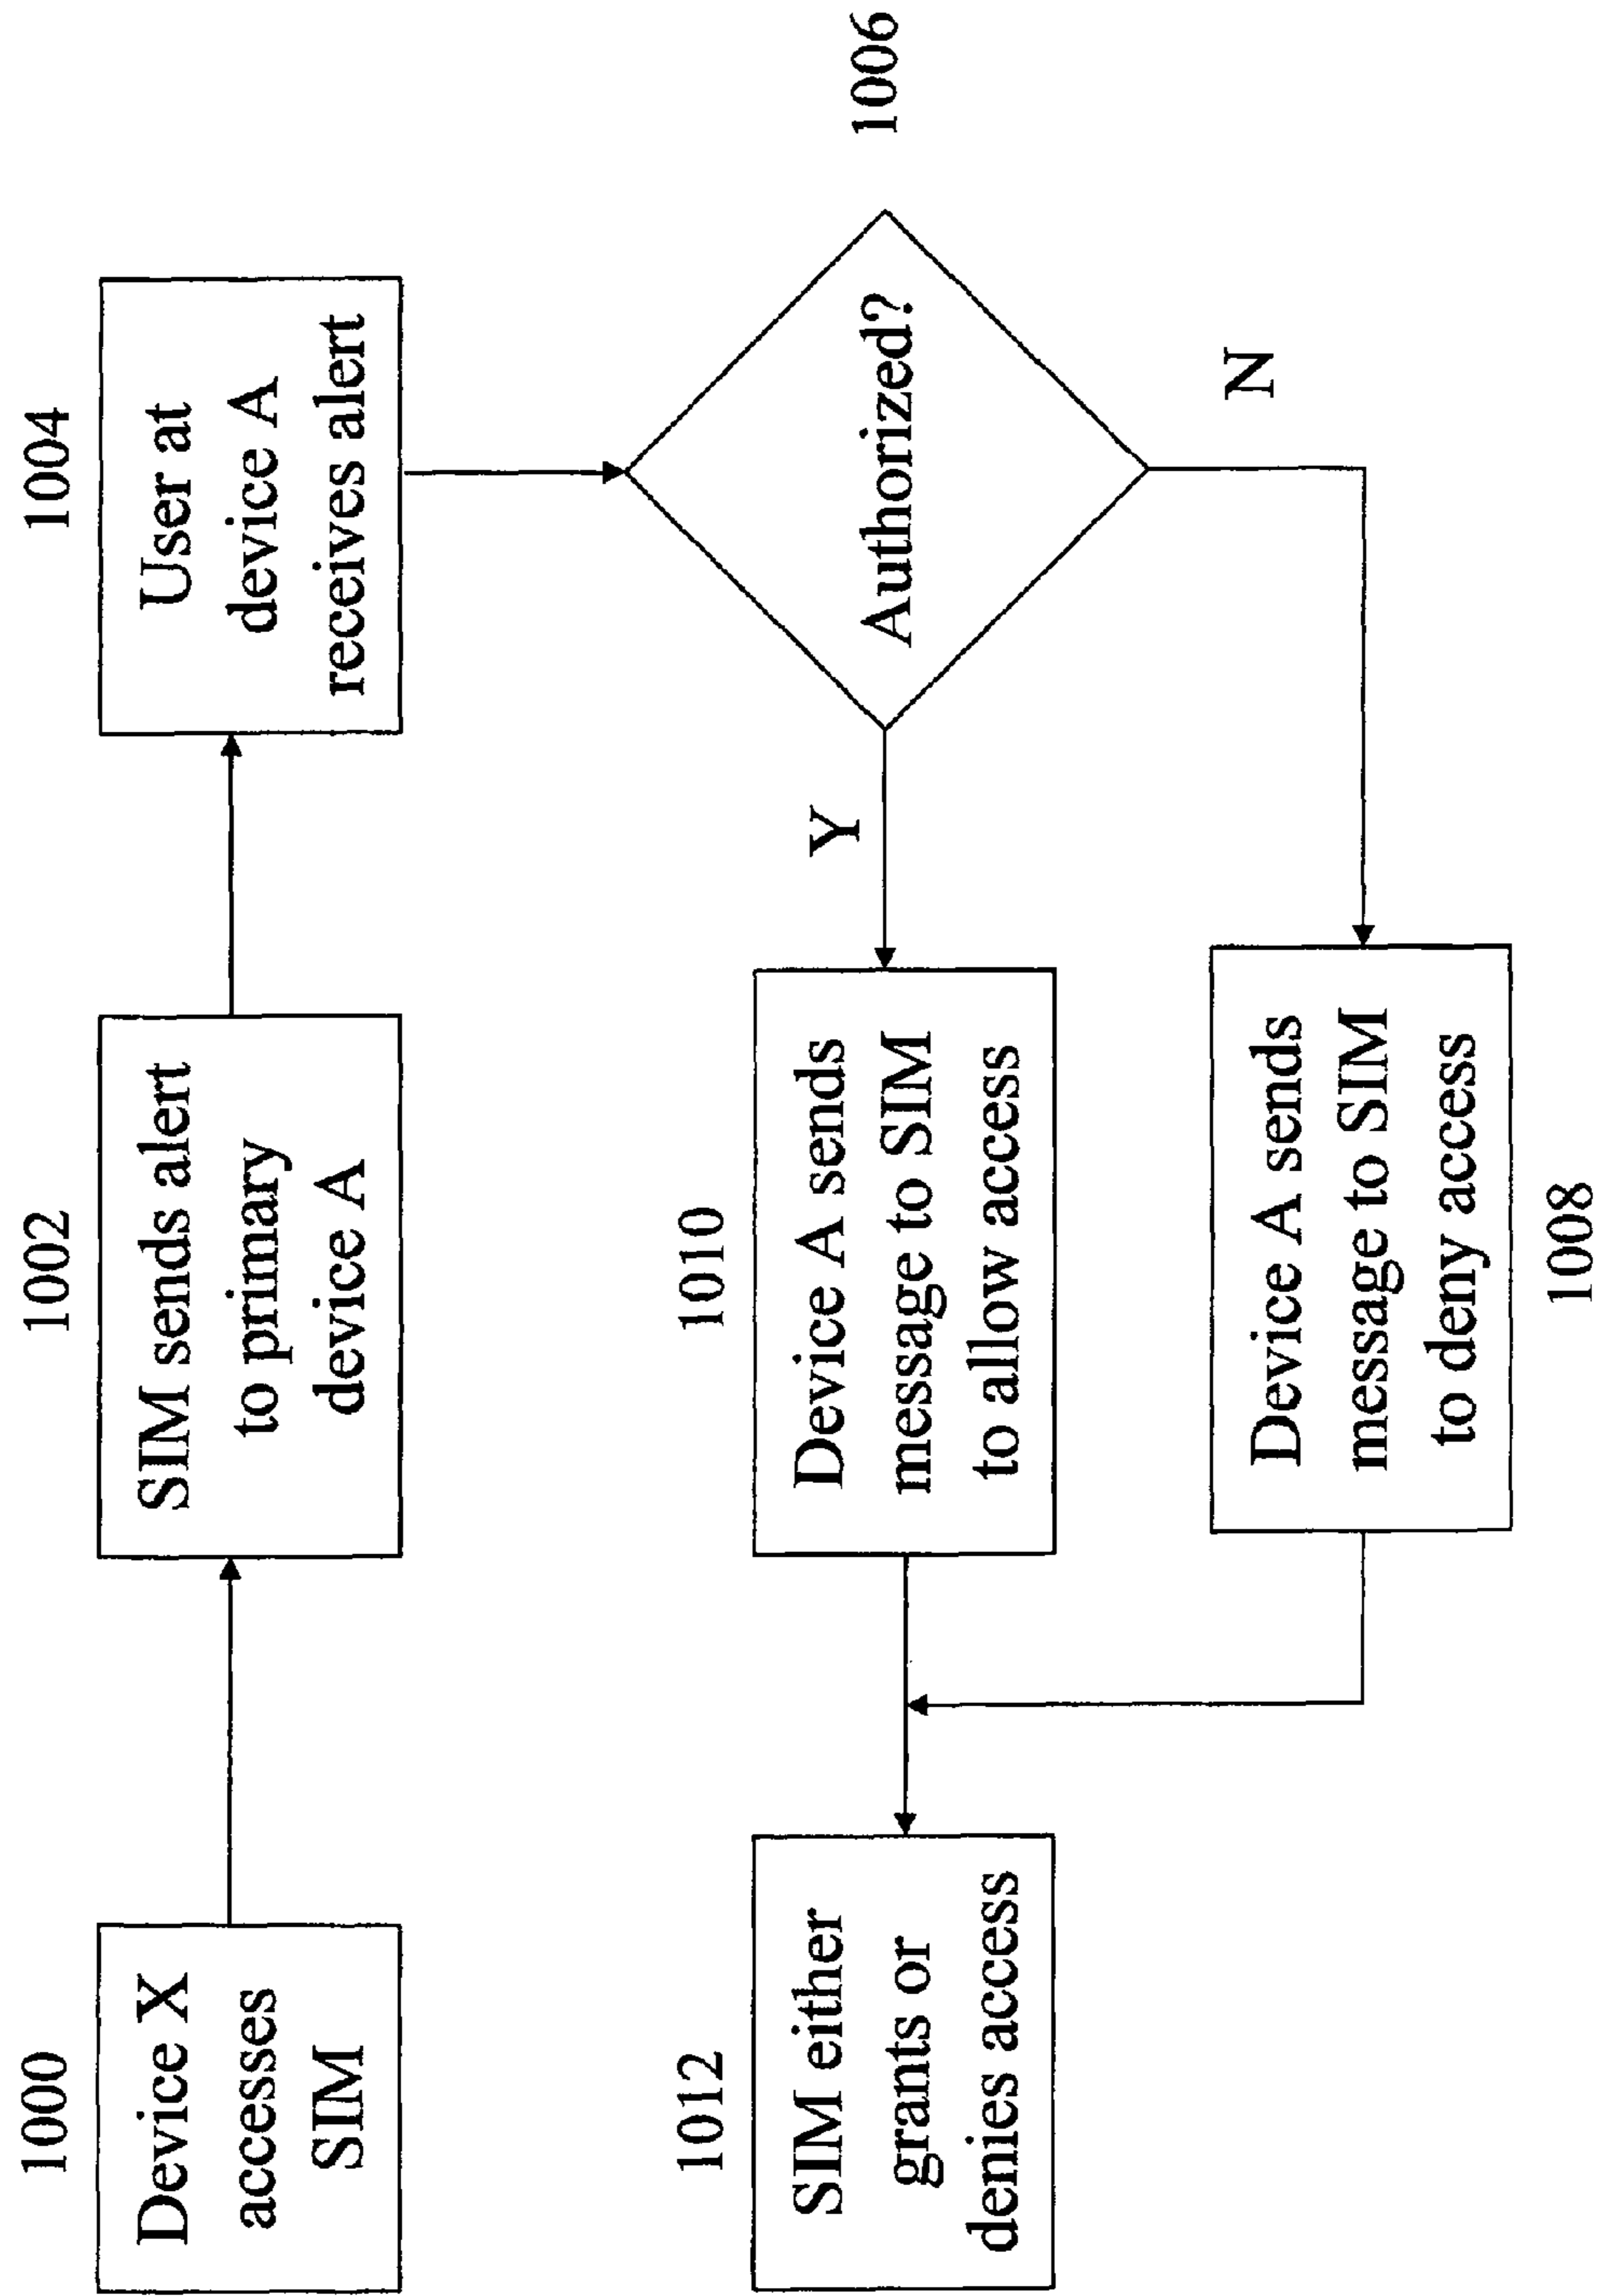 1000
Device X
accesses
SIM
1002
SIM sends alert
to primary
device A
1004
User at
device A
receives alert
Authorized?
1006
Y
N
1010
Device A sends
message to SIM
to allow access
Device A sends
message to SIM
to deny access
1008
1012
SIM either
grants or
denies access